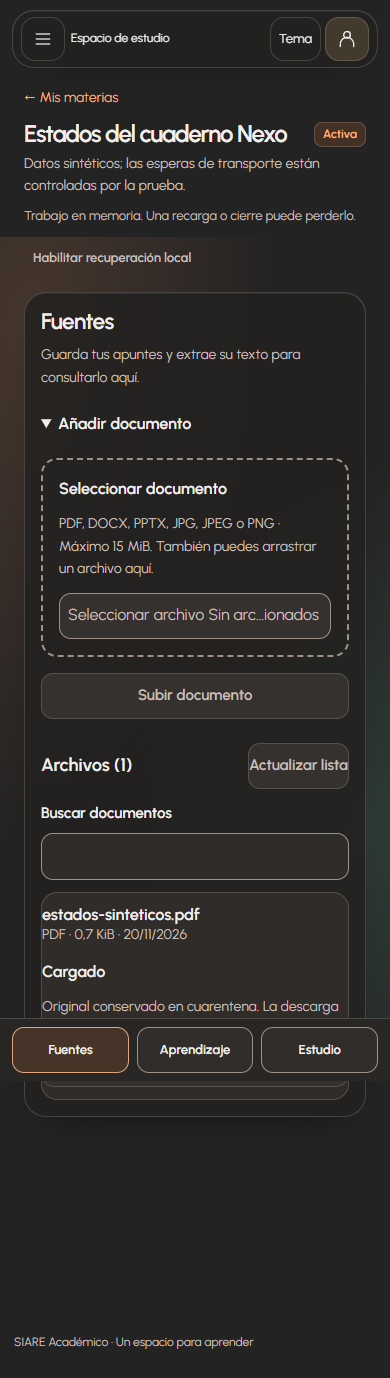 Espacio de estudio
Tema
← Mis materias
Estados del cuaderno Nexo
Activa
Datos sintéticos; las esperas de transporte están
controladas por la prueba.
Trabajo en memoria. Una recarga o cierre puede perderlo.
Habilitar recuperación local
Fuentes
Guarda tus apuntes y extrae su texto para
consultarlo aquí.
▼ Añadir documento
Seleccionar documento
PDF, DOCX, PPTX, JPG, JPEG o PNG ·
Máximo 15 MiB. También puedes arrastrar
un archivo aquí.
Seleccionar archivo Sin arc...ionados
Subir documento
Archivos (1)
Actualizar lista
Buscar documentos
estados-sinteticos.pdf
PDF · 0,7 KiB · 20/11/2026
Cargado
Original conservado en cuarentena. La descarga
Fuentes
Aprendizaje
Estudio
SIARE Académico · Un espacio para aprender